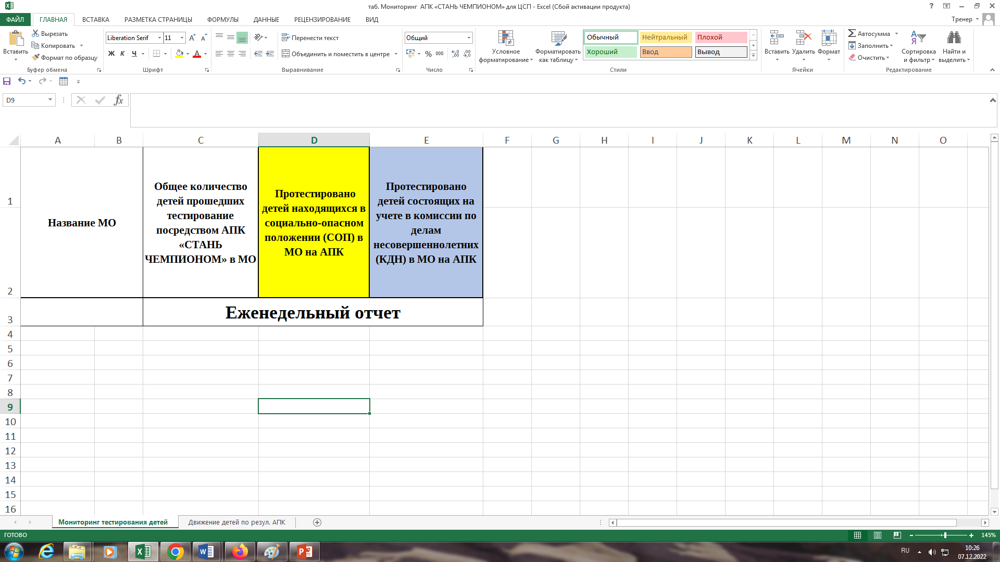 таб. Мониторинг  АПК «СТАНЬ ЧЕМПИОНОМ» для ЦСП - Excel (Сбой активации продукта)
ФАЙЛ ГЛАВНАЯ ВСТАВКА РАЗМЕТКА СТРАНИЦЫ ФОРМУЛЫ ДАННЫЕ РЕЦЕНЗИРОВАНИЕ ВИД Тренер
Вставить
Вырезать
Копировать
Формат по образцу
Буфер обмена
Liberation Serif 11
Ж К Ч
Шрифт
Перенести текст
Объединить и поместить в центре
Выравнивание
Общий
% 000
Число
Условное
форматирование
Форматировать
как таблицу
Обычный Нейтральный Плохой
Хороший Ввод Вывод
Стили
Вставить Удалить Формат
Ячейки
Автосумма
Заполнить
Очистить
Сортировка
и фильтр
Найти и
выделить
Редактирование
D9
fx
A B C D E F G H I J K L M N O
1
2
3
4
5
6
7
8
9
10
11
12
13
14
15
16
Название МО
Общее количество
детей прошедших
тестирование
посредством АПК
«СТАНЬ
ЧЕМПИОНОМ» в МО
Протестировано
детей находящихся в
социально-опасном
положении (СОП) в
МО на АПК
Протестировано
детей состоящих на
учете в комиссии по
делам
несовершеннолетних
(КДН) в МО на АПК
Еженедельный отчет
Мониторинг тестирования детей Движение детей по резул. АПК
ГОТОВО 145%
RU 10:26
07.12.2022